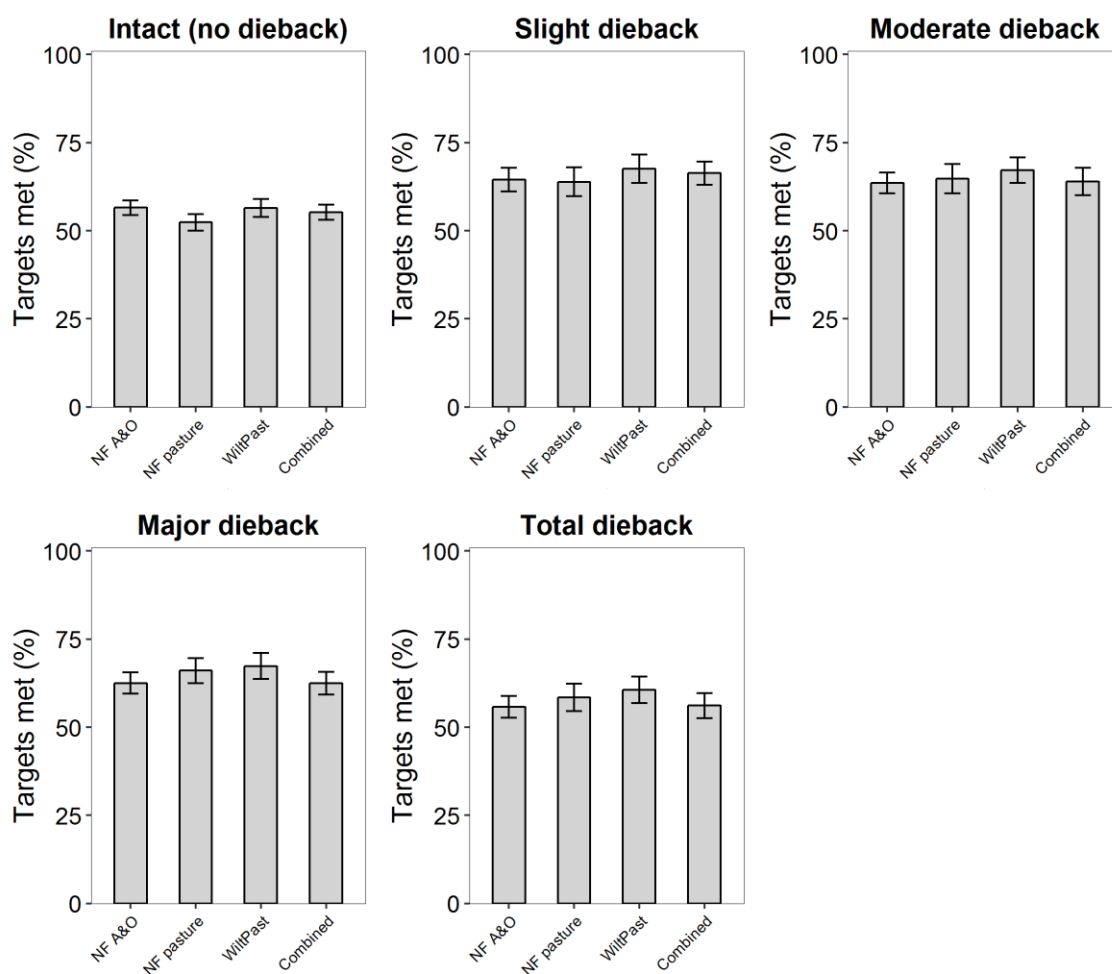 Intact (no dieback)
Targets met (%)
100
75
50
25
0
NF A&O
NF pasture
WiltPast
Combined
Slight dieback
Targets met (%)
100
75
50
25
0
NF A&O
NF pasture
WiltPast
Combined
Moderate dieback
Targets met (%)
100
75
50
25
0
NF A&O
NF pasture
WiltPast
Combined
Major dieback
Targets met (%)
100
75
50
25
0
NF A&O
NF pasture
WiltPast
Combined
Total dieback
Targets met (%)
100
75
50
25
0
NF A&O
NF pasture
WiltPast
Combined